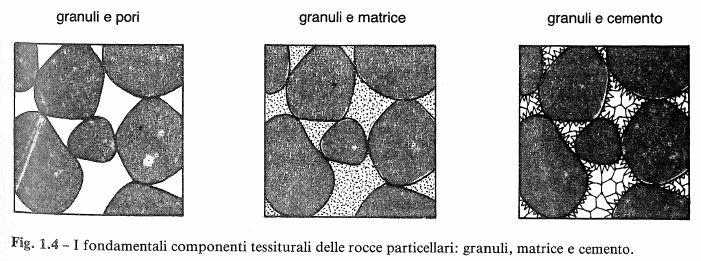 granuli e pori
granuli e matrice
granuli e cemento
Fig. 1.4 – I fondamentali componenti tessiturali delle rocce particellari: granuli, matrice e cemento.